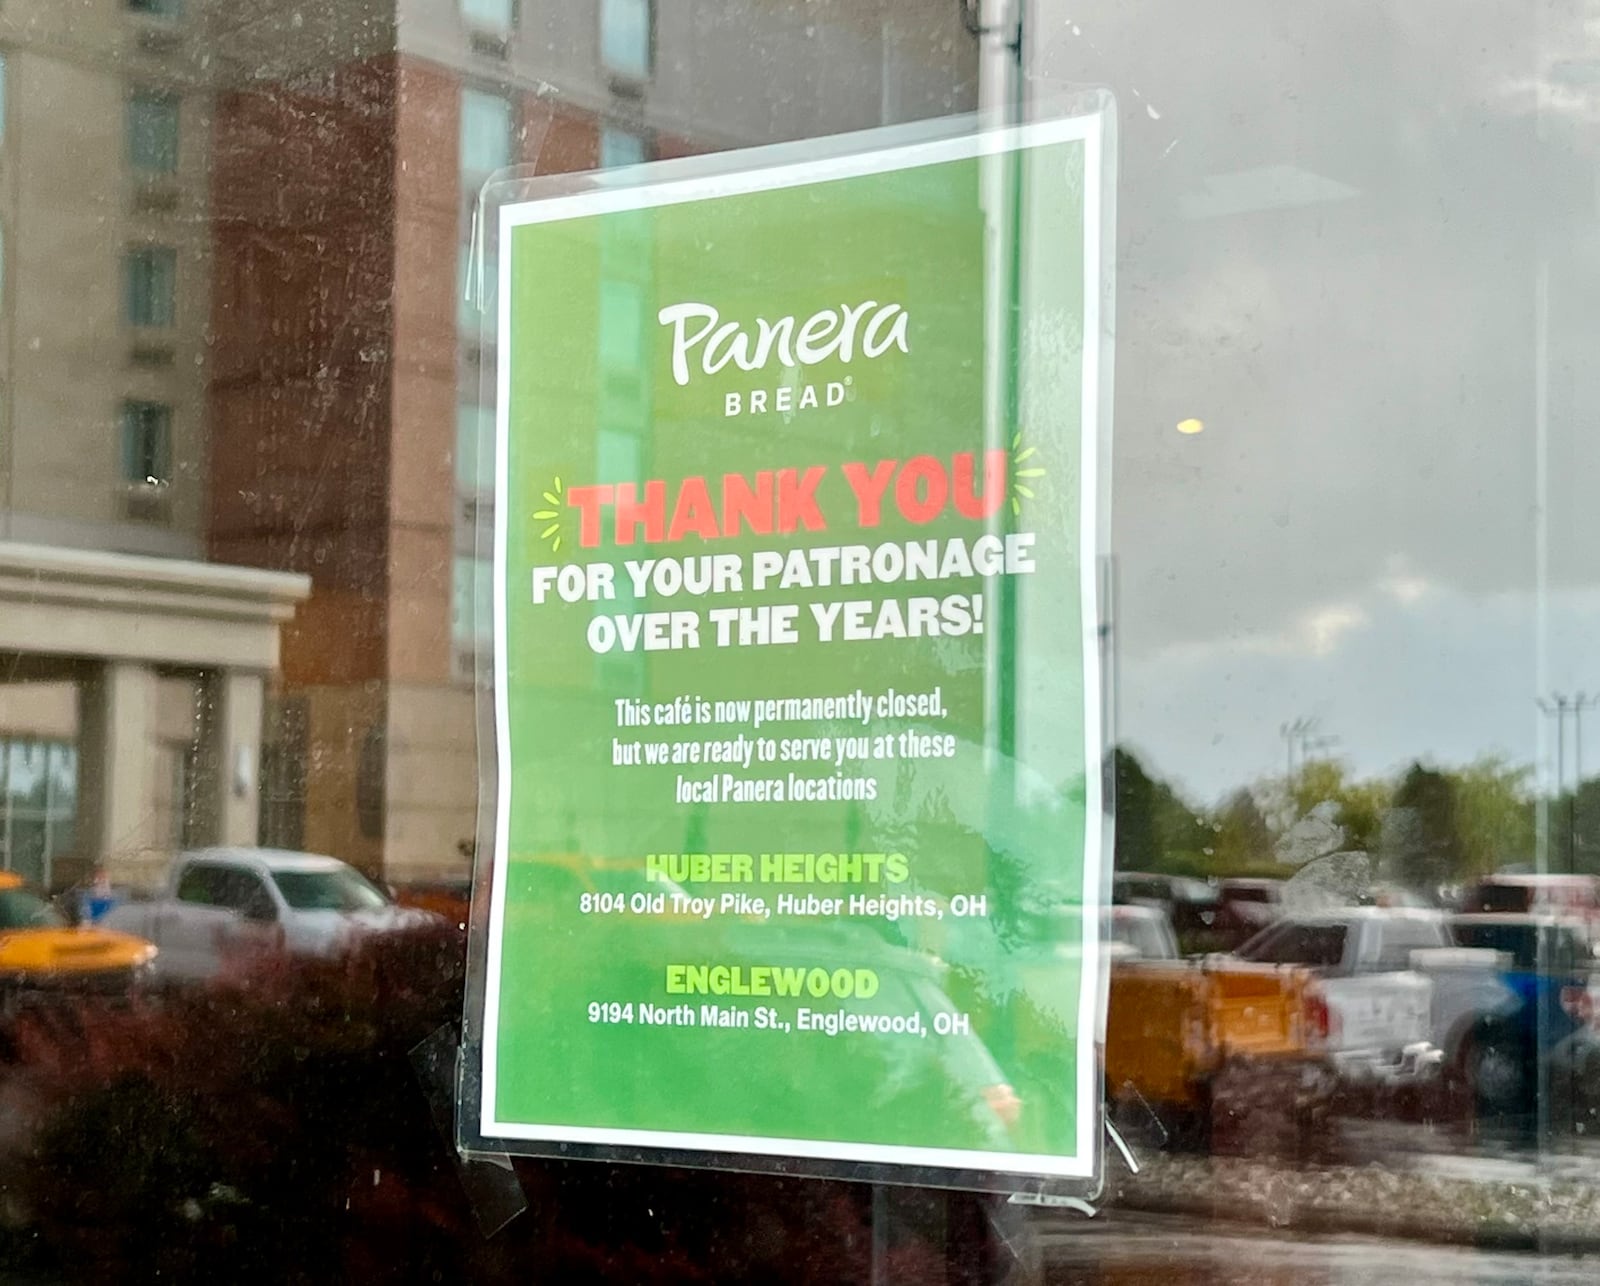 Panera
BREAD®
THANK YOU
FOR YOUR PATRONAGE
OVER THE YEARS!
This café is now permanently closed,
but we are ready to serve you at these
local Panera locations
HUBER HEIGHTS
8104 Old Troy Pike, Huber Heights, OH
ENGLEWOOD
9194 North Main St., Englewood, OH